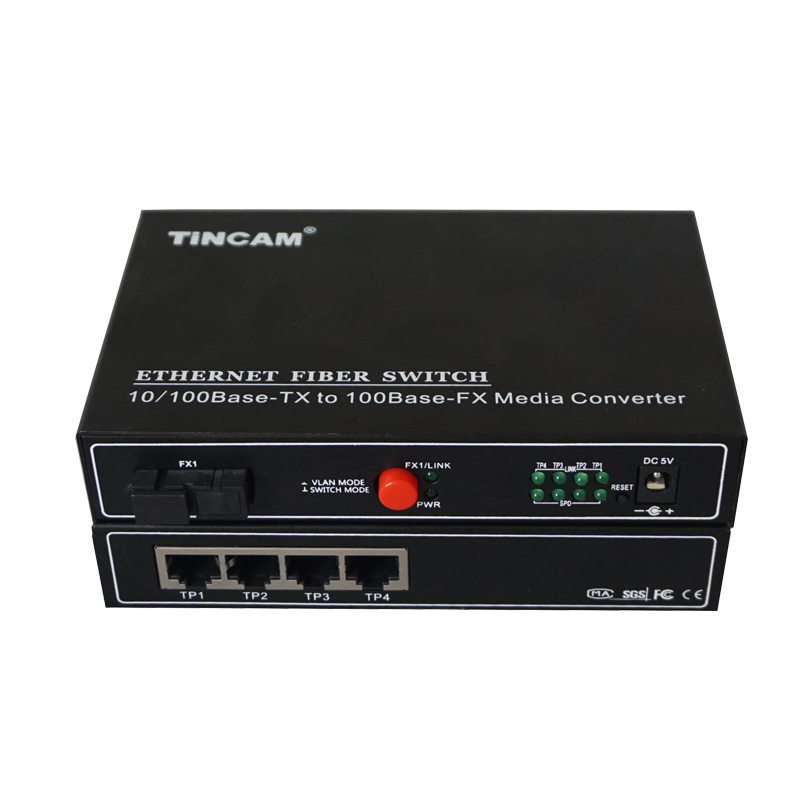 TiNCAM®
ETHERNET FIBER SWITCH
10/100Base-TX to 100Base-FX Media Converter
FX1
VLAN MODE
SWITCH MODE
FX1/LINK
PWR
TP4 TP3 LINK TP2 TP1
SPD
RESET
DC 5V
- +
TP1 TP2 TP3 TP4
MA SGS FC CE